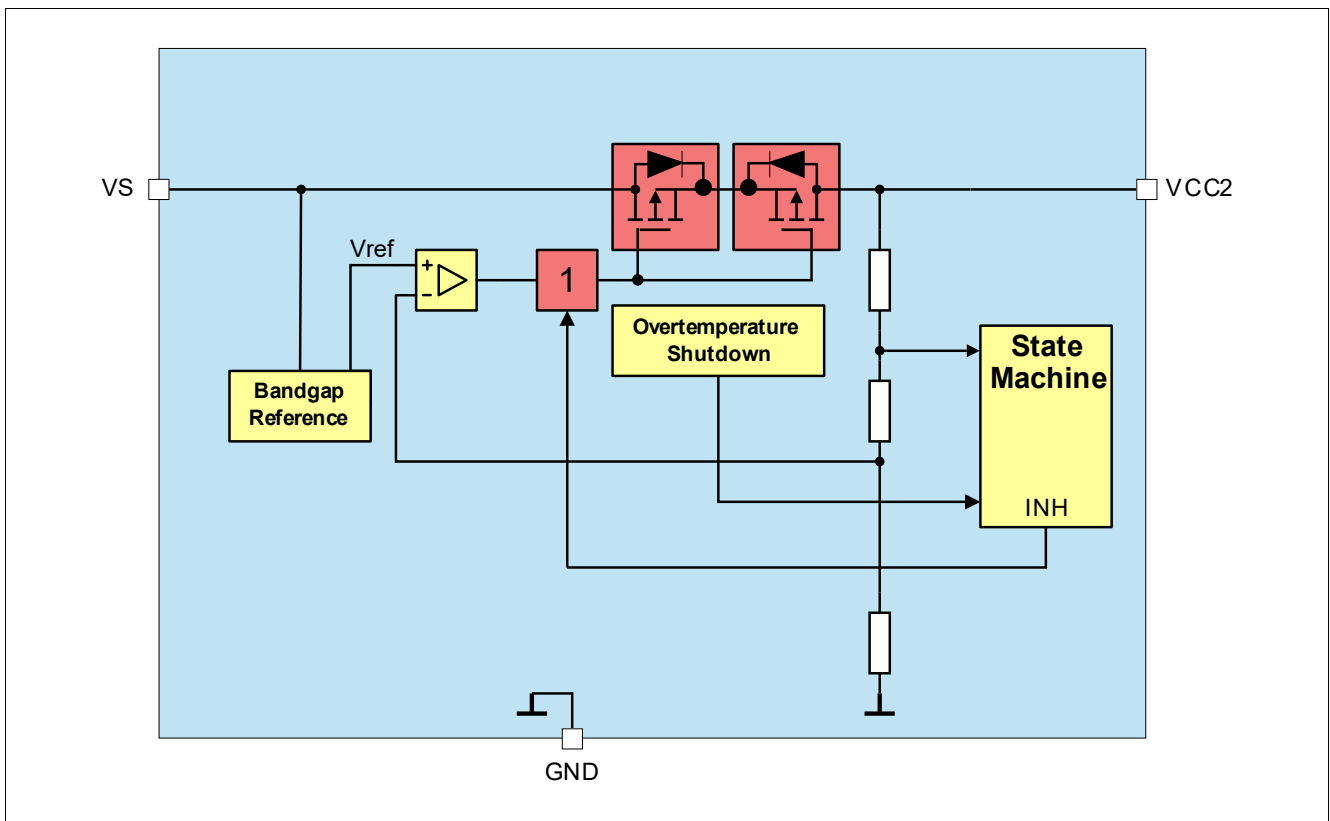 VS
VCC2
Vref
+
-
1
Overtemperature
Shutdown
State
Machine
Bandgap
Reference
INH
GND